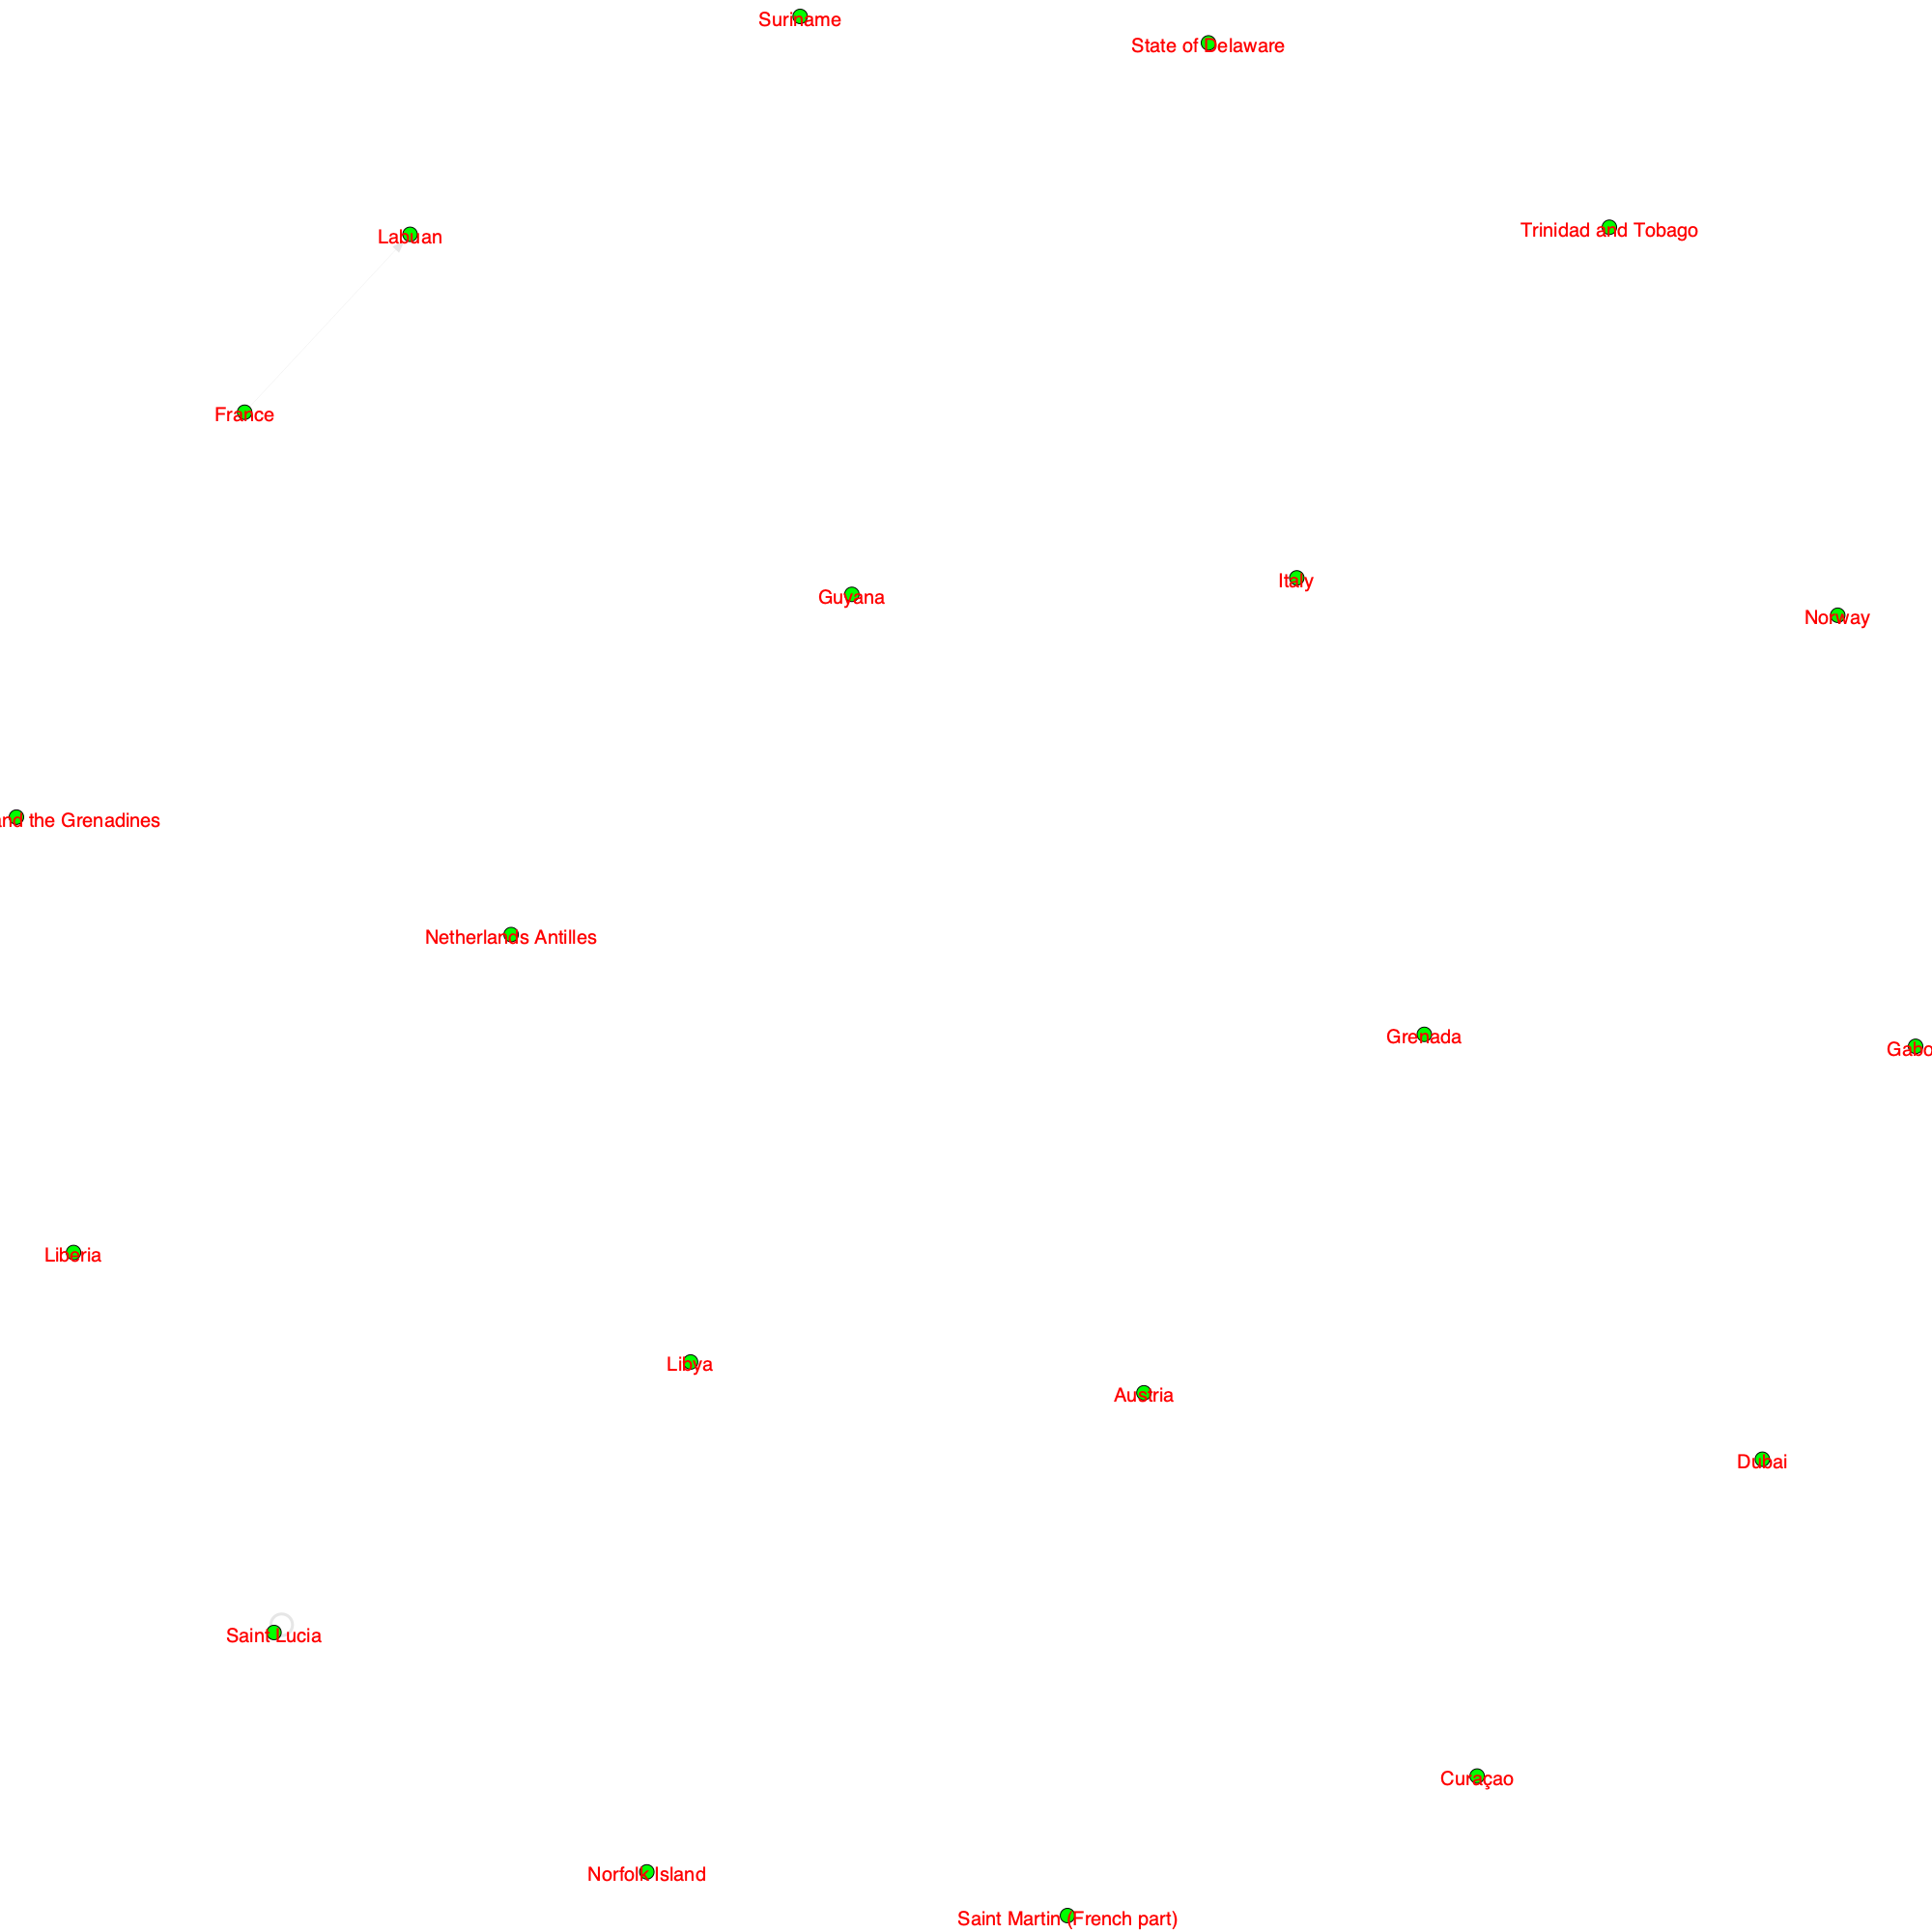 Suriname
State of Delaware
Trinidad and Tobago
Labuan
France
Italy
Guyana
Norway
and the Grenadines
Netherlands Antilles
Grenada
Gabo
Liberia
Libya
Austria
Dubai
Saint Lucia
Curaçao
Norfolk Island
Saint Martin (French part)